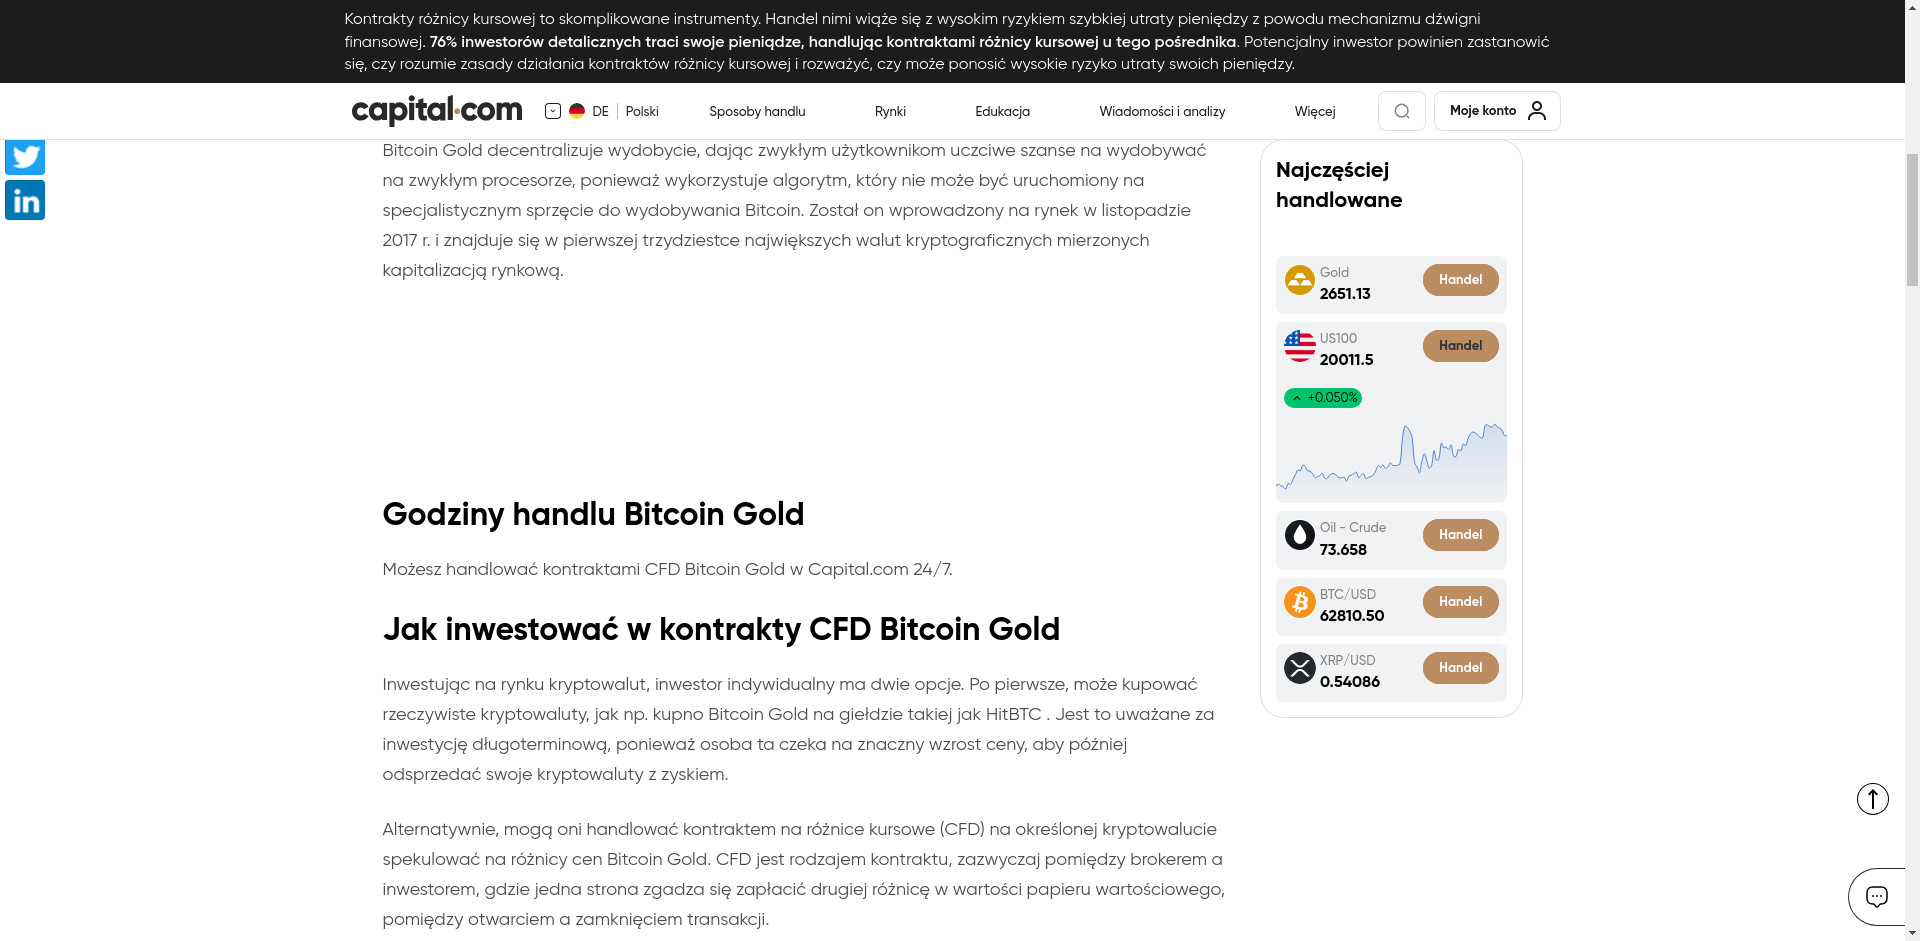 Kontrakty różnicy kursowej to skomplikowane instrumenty. Handel nimi wiąże się z wysokim ryzykiem szybkiej utraty pieniędzy z powodu mechanizmu dźwigni
finansowej. 76% inwestorów detalicznych traci swoje pieniądze, handlując kontraktami różnicy kursowej u tego pośrednika. Potencjalny inwestor powinien zastanowić
się, czy rozumie zasady działania kontraktów różnicy kursowej i rozważyć, czy może ponosić wysokie ryzyko utraty swoich pieniędzy.
capital.com
DE
Polski
Sposoby handlu
Rynki
Edukacja
Wiadomości i analizy
Więcej
Moje konto
in
Bitcoin Gold decentralizuje wydobycie, dając zwykłym użytkownikom uczciwe szanse na wydobywać
na zwykłym procesorze, ponieważ wykorzystuje algorytm, który nie może być uruchomiony na
specjalistycznym sprzęcie do wydobywania Bitcoin. Został on wprowadzony na rynek w listopadzie
2017 r. i znajduje się w pierwszej trzydziestce największych walut kryptograficznych mierzonych
kapitalizacją rynkową.
Godziny handlu Bitcoin Gold
Możesz handlować kontraktami CFD Bitcoin Gold w Capital.com 24/7.
Jak inwestować w kontrakty CFD Bitcoin Gold
Inwestując na rynku kryptowalut, inwestor indywidualny ma dwie opcje. Po pierwsze, może kupować
rzeczywiste kryptowaluty, jak np. kupno Bitcoin Gold na giełdzie takiej jak HitBTC . Jest to uważane za
inwestycję długoterminową, ponieważ osoba ta czeka na znaczny wzrost ceny, aby później
odsprzedać swoje kryptowaluty z zyskiem.
Alternatywnie, mogą oni handlować kontraktem na różnice kursowe (CFD) na określonej kryptowalucie
spekulować na różnicy cen Bitcoin Gold. CFD jest rodzajem kontraktu, zazwyczaj pomiędzy brokerem a
inwestorem, gdzie jedna strona zgadza się zapłacić drugiej różnicę w wartości papieru wartościowego,
pomiędzy otwarciem a zamknięciem transakcji.
Najczęściej
handlowane
Gold
2651.13
Handel
US100
20011.5
Handel
+0.050%
Oil - Crude
73.658
Handel
BTC/USD
62810.50
Handel
XRP/USD
0.54086
Handel